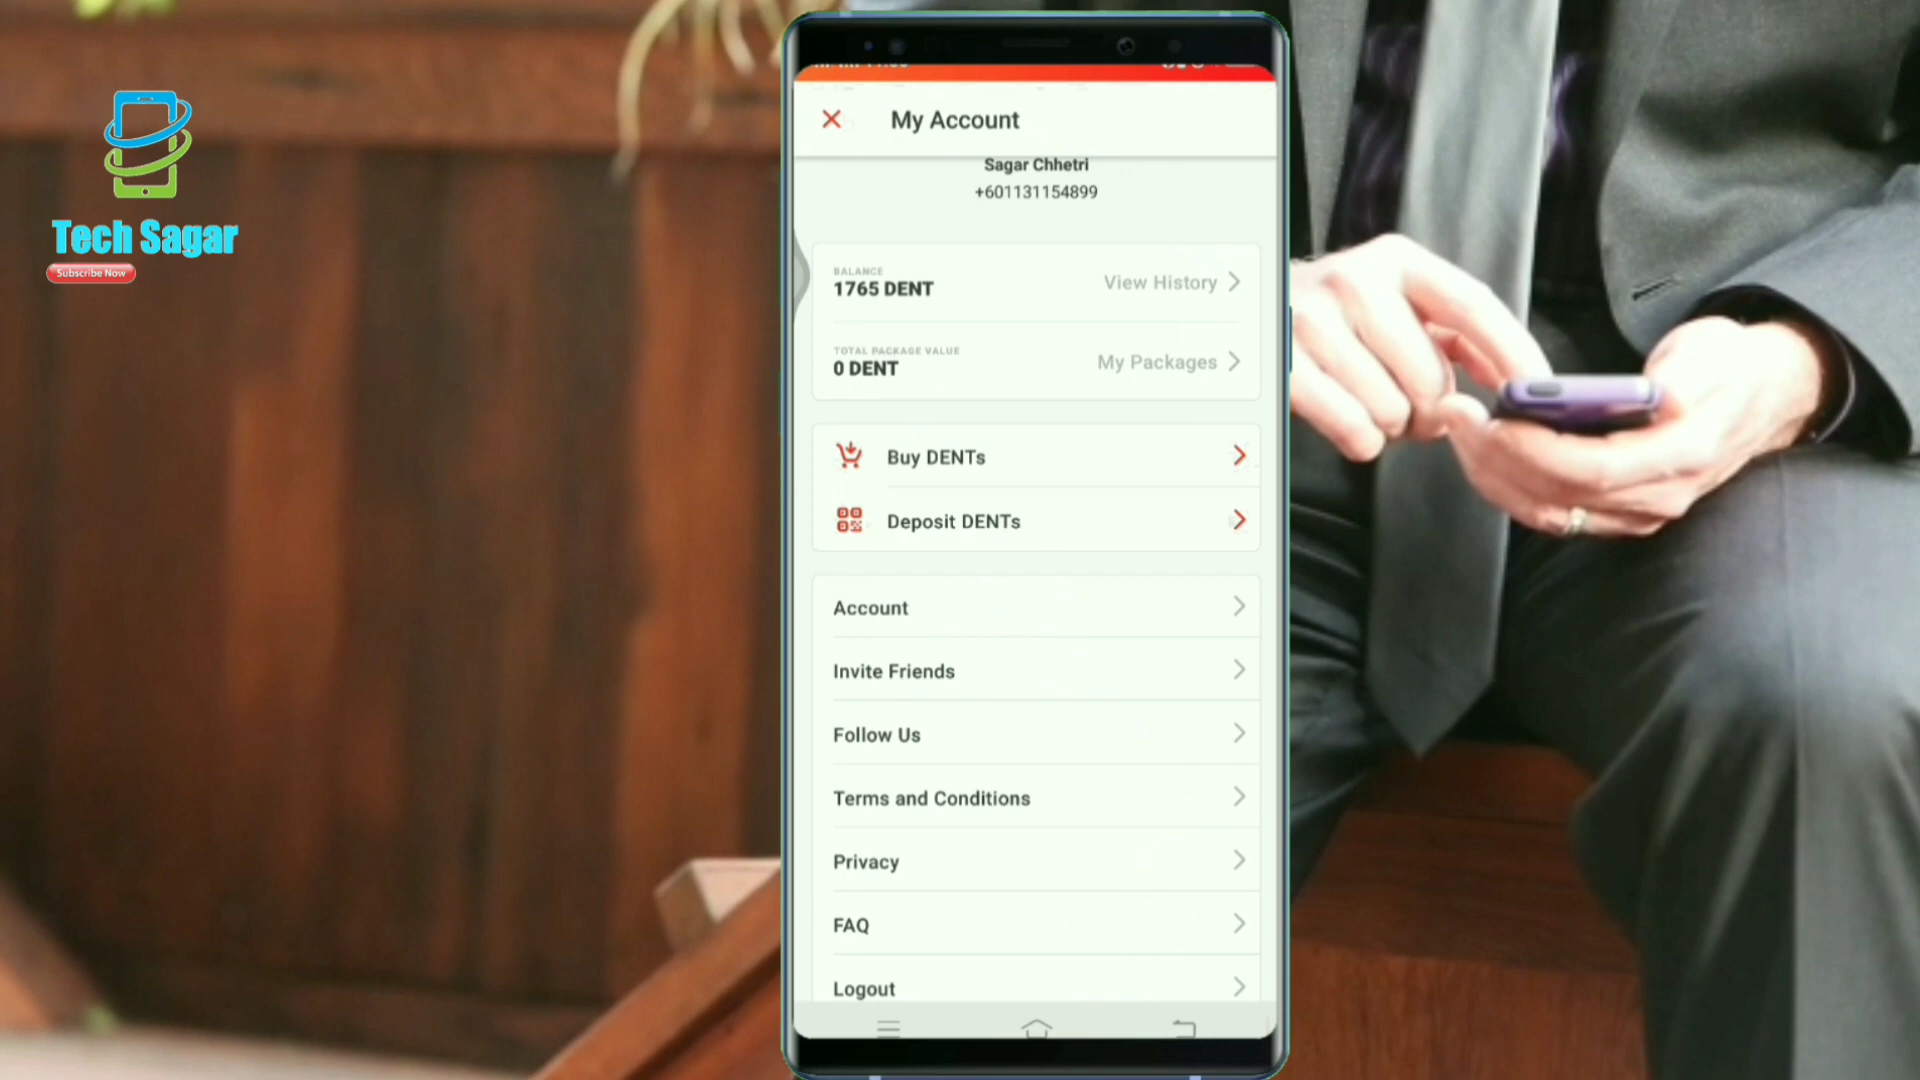 Tech Sagar
Subscribe Now
My Account
Sagar Chhetri
+601131154899
BALANCE
1765 DENT
View History
TOTAL PACKAGE VALUE
0 DENT
My Packages
Buy DENTs
Deposit DENTs
Account
Invite Friends
Follow Us
Terms and Conditions
Privacy
FAQ
Logout